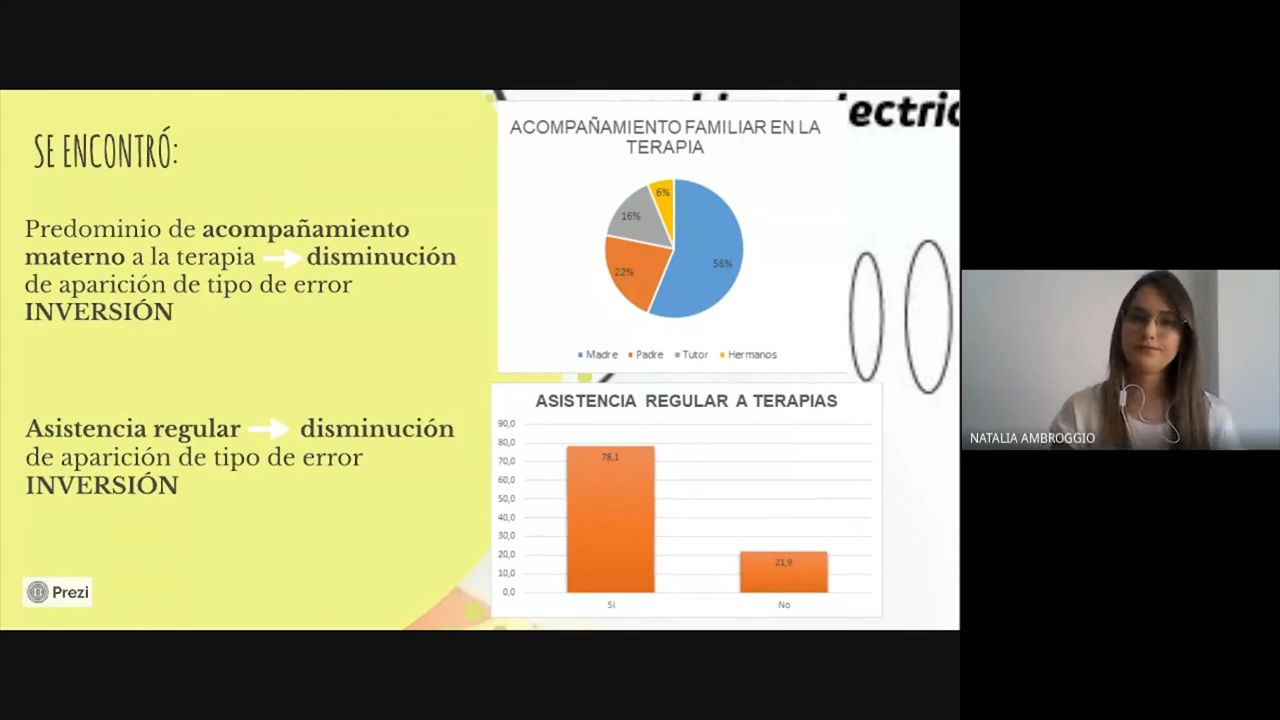 SE ENCONTRÓ:
Predominio de acompañamiento
materno a la terapia disminución
de aparición de tipo de error
INVERSIÓN
Asistencia regular disminución
de aparición de tipo de error
INVERSIÓN
Prezi
ectric
ACOMPAÑAMIENTO FAMILIAR EN LA
TERAPIA
6%
16%
56%
22%
Madre Padre Tutor Hermanos
ASISTENCIA REGULAR A TERAPIAS
90,0
80,0
70,0
60,0
50,0
40,0
30,0
20,0
10,0
0,0
78,1
21,9
Si No
NATALIA AMBROGGIO